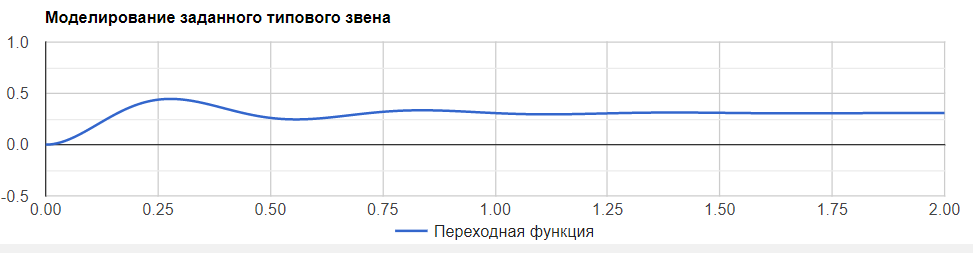 Моделирование заданного типового звена
1.0
0.5
0.0
-0.5
0.00 0.25 0.50 0.75 1.00 1.25 1.50 1.75 2.00
Переходная функция